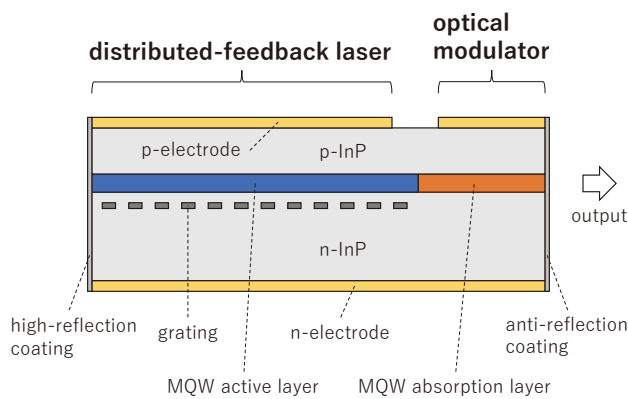 distributed-feedback laser
optical
modulator
p-electrode
p-InP
output
n-InP
high-reflection
coating
grating
n-electrode
anti-reflection
coating
MQW active layer
MQW absorption layer